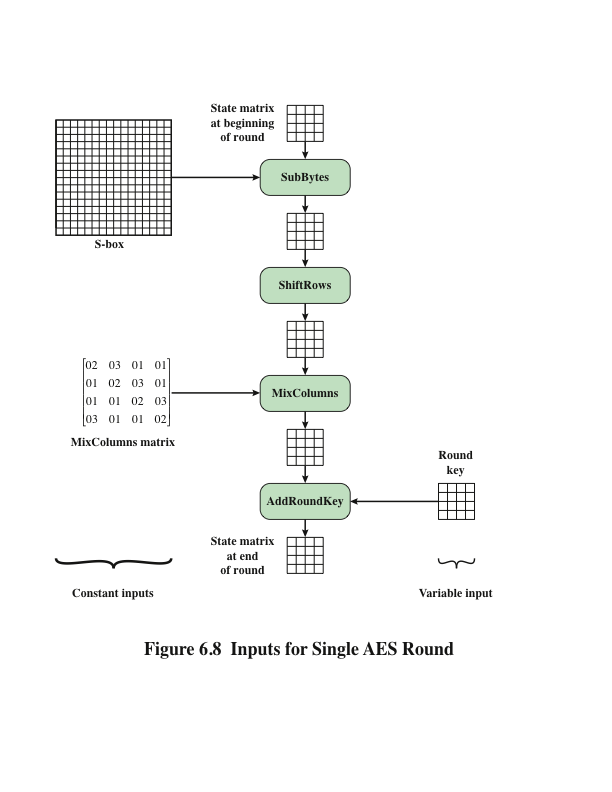 State matrix
at beginning
of round
SubBytes
S-box
ShiftRows
02 03 01 01
01 02 03 01
01 01 02 03
03 01 01 02
MixColumns
MixColumns matrix
Round
key
AddRoundKey
State matrix
at end
of round
Constant inputs
Variable input
Figure 6.8 Inputs for Single AES Round